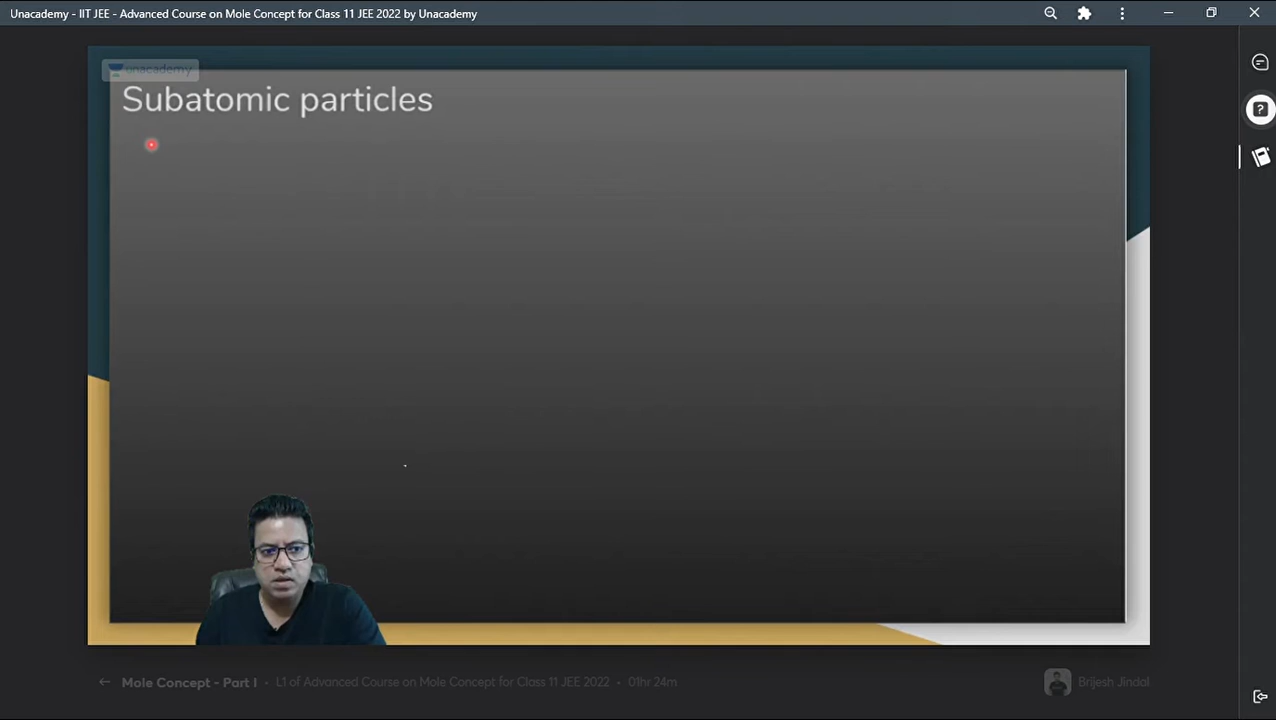 Unacademy - IIT JEE - Advanced Course on Mole Concept for Class 11 JEE 2022 by Unacademy
unacademy
Subatomic particles
Mole Concept - Part I • L1 of Advanced Course on Mole Concept for Class 11 JEE 2022 • 01hr 24m
Brijesh Jindal